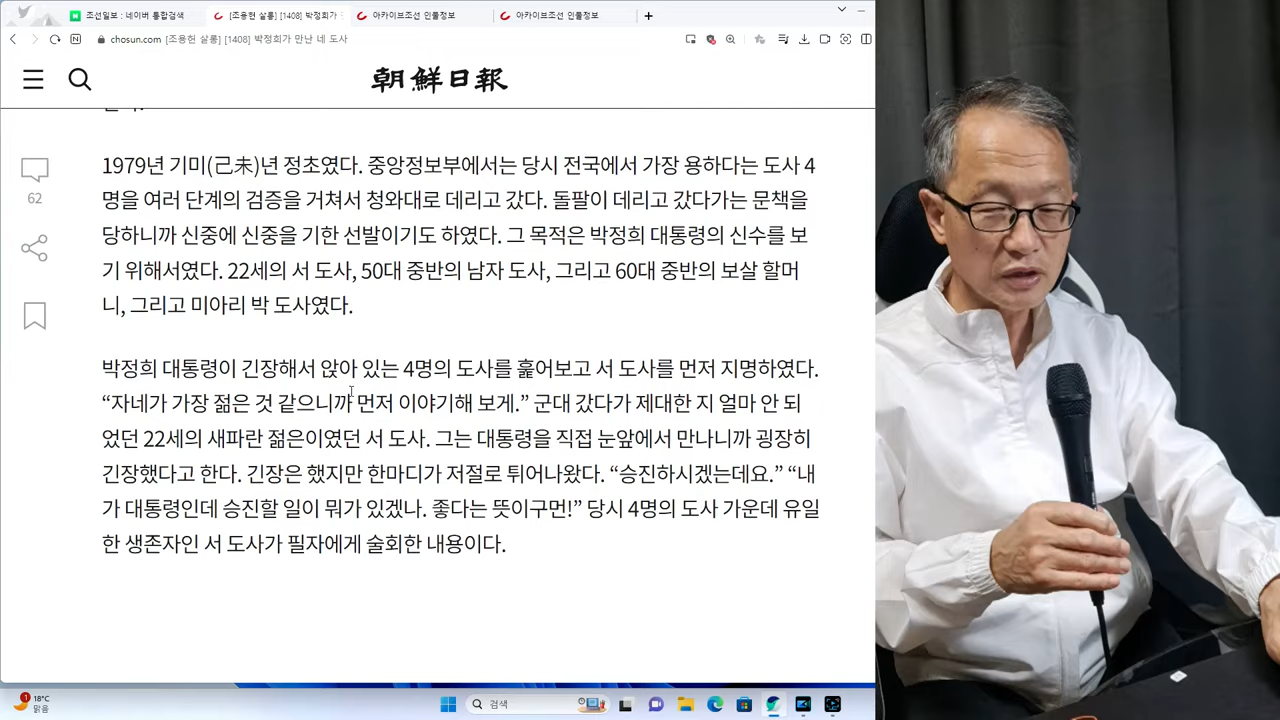 조선일보 : 네이버 통합검색
[조용헌 살롱] [1408] 박정희가
아카이브조선 인물정보
아카이브조선 인물정보
chosun.com [조용헌 살롱] [1408] 박정희가 만난 네 도사
朝鮮日報
1979년 기미(己未)년 정초였다. 중앙정보부에서는 당시 전국에서 가장 용하다는 도사 4
명을 여러 단계의 검증을 거쳐서 청와대로 데리고 갔다. 돌팔이 데리고 갔다가는 문책을
당하니까 신중에 신중을 기한 선발이기도 하였다. 그 목적은 박정희 대통령의 신수를 보
기 위해서였다. 22세의 서 도사, 50대 중반의 남자 도사, 그리고 60대 중반의 보살 할머
니, 그리고 미아리 박 도사였다.
62
박정희 대통령이 긴장해서 앉아 있는 4명의 도사를 훑어보고 서 도사를 먼저 지명하였다.
“자네가 가장 젊은 것 같으니까 먼저 이야기해 보게.” 군대 갔다가 제대한 지 얼마 안 되
었던 22세의 새파란 젊은이였던 서 도사. 그는 대통령을 직접 눈앞에서 만나니까 굉장히
긴장했다고 한다. 긴장은 했지만 한마디가 저절로 튀어나왔다. “승진하시겠는데요.” “내
가 대통령인데 승진할 일이 뭐가 있겠나. 좋다는 뜻이구먼!” 당시 4명의 도사 가운데 유일
한 생존자인 서 도사가 필자에게 술회한 내용이다.
1
18°C
맑음
검색